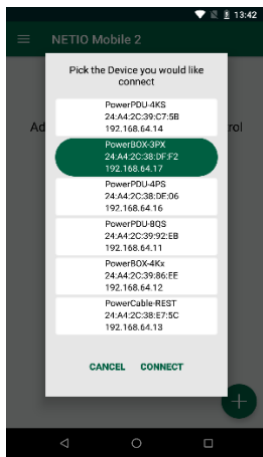 13:42
NETIO Mobile 2
Pick the Device you would like
connect
Ad
rol
PowerPDU-4KS
24:A4:2C:39:C7:5B
192.168.64.14
PowerBOX-3PX
24:A4:2C:38:DF:F2
192.168.64.17
PowerPDU-4PS
24:A4:2C:38:DE:06
192.168.64.16
PowerPDU-8QS
24:A4:2C:39:92:EB
192.168.64.11
PowerBOX-4Kx
24:A4:2C:39:86:EE
192.168.64.12
PowerCable-REST
24:A4:2C:38:E7:5C
192.168.64.13
CANCEL CONNECT